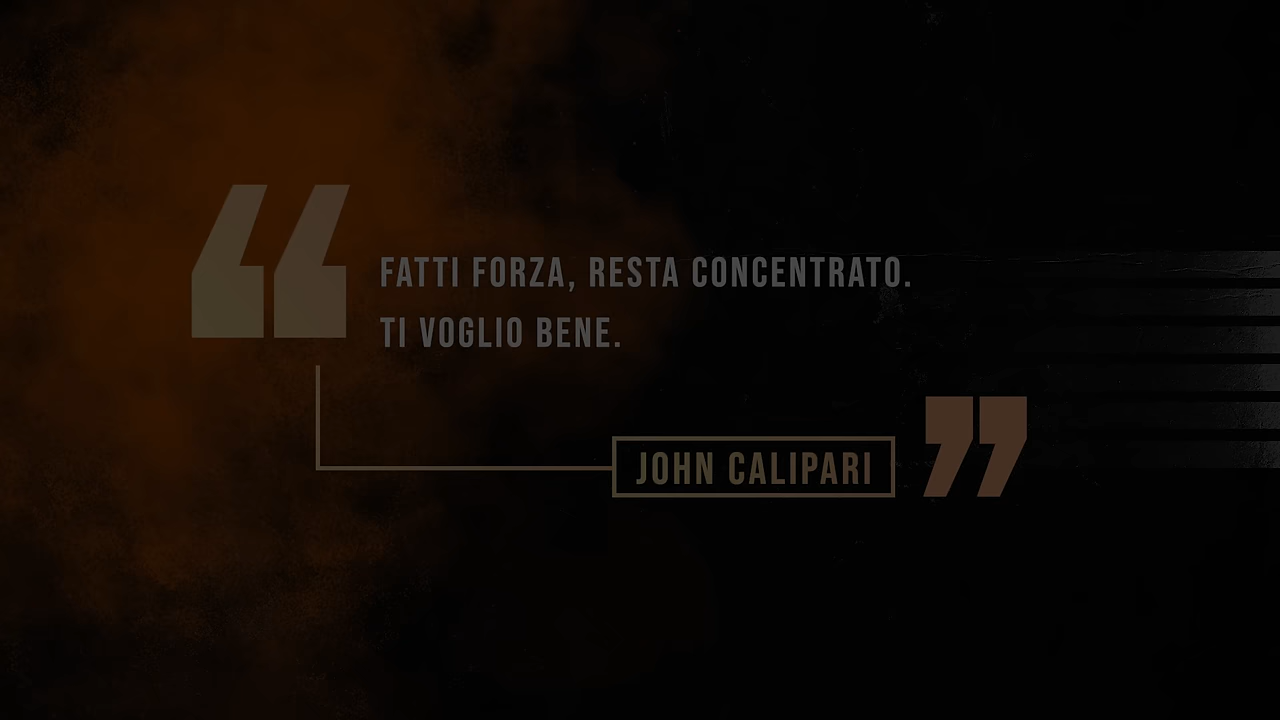 FATTI FORZA, RESTA CONCENTRATO.
TI VOGLIO BENE.
JOHN CALIPARI